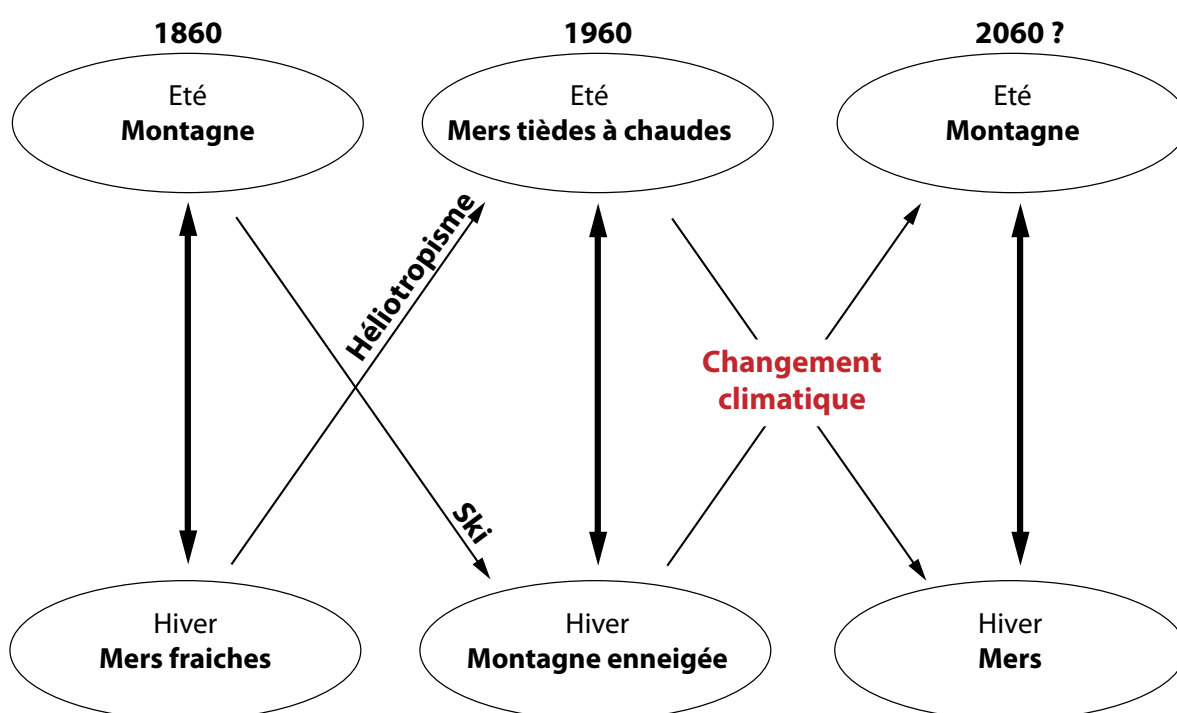 1860
1960
2060 ?
Eté
Montagne
Eté
Mers tièdes à chaudes
Eté
Montagne
Héliotropisme
Ski
Changement
climatique
Hiver
Mers fraiches
Hiver
Montagne enneigée
Hiver
Mers